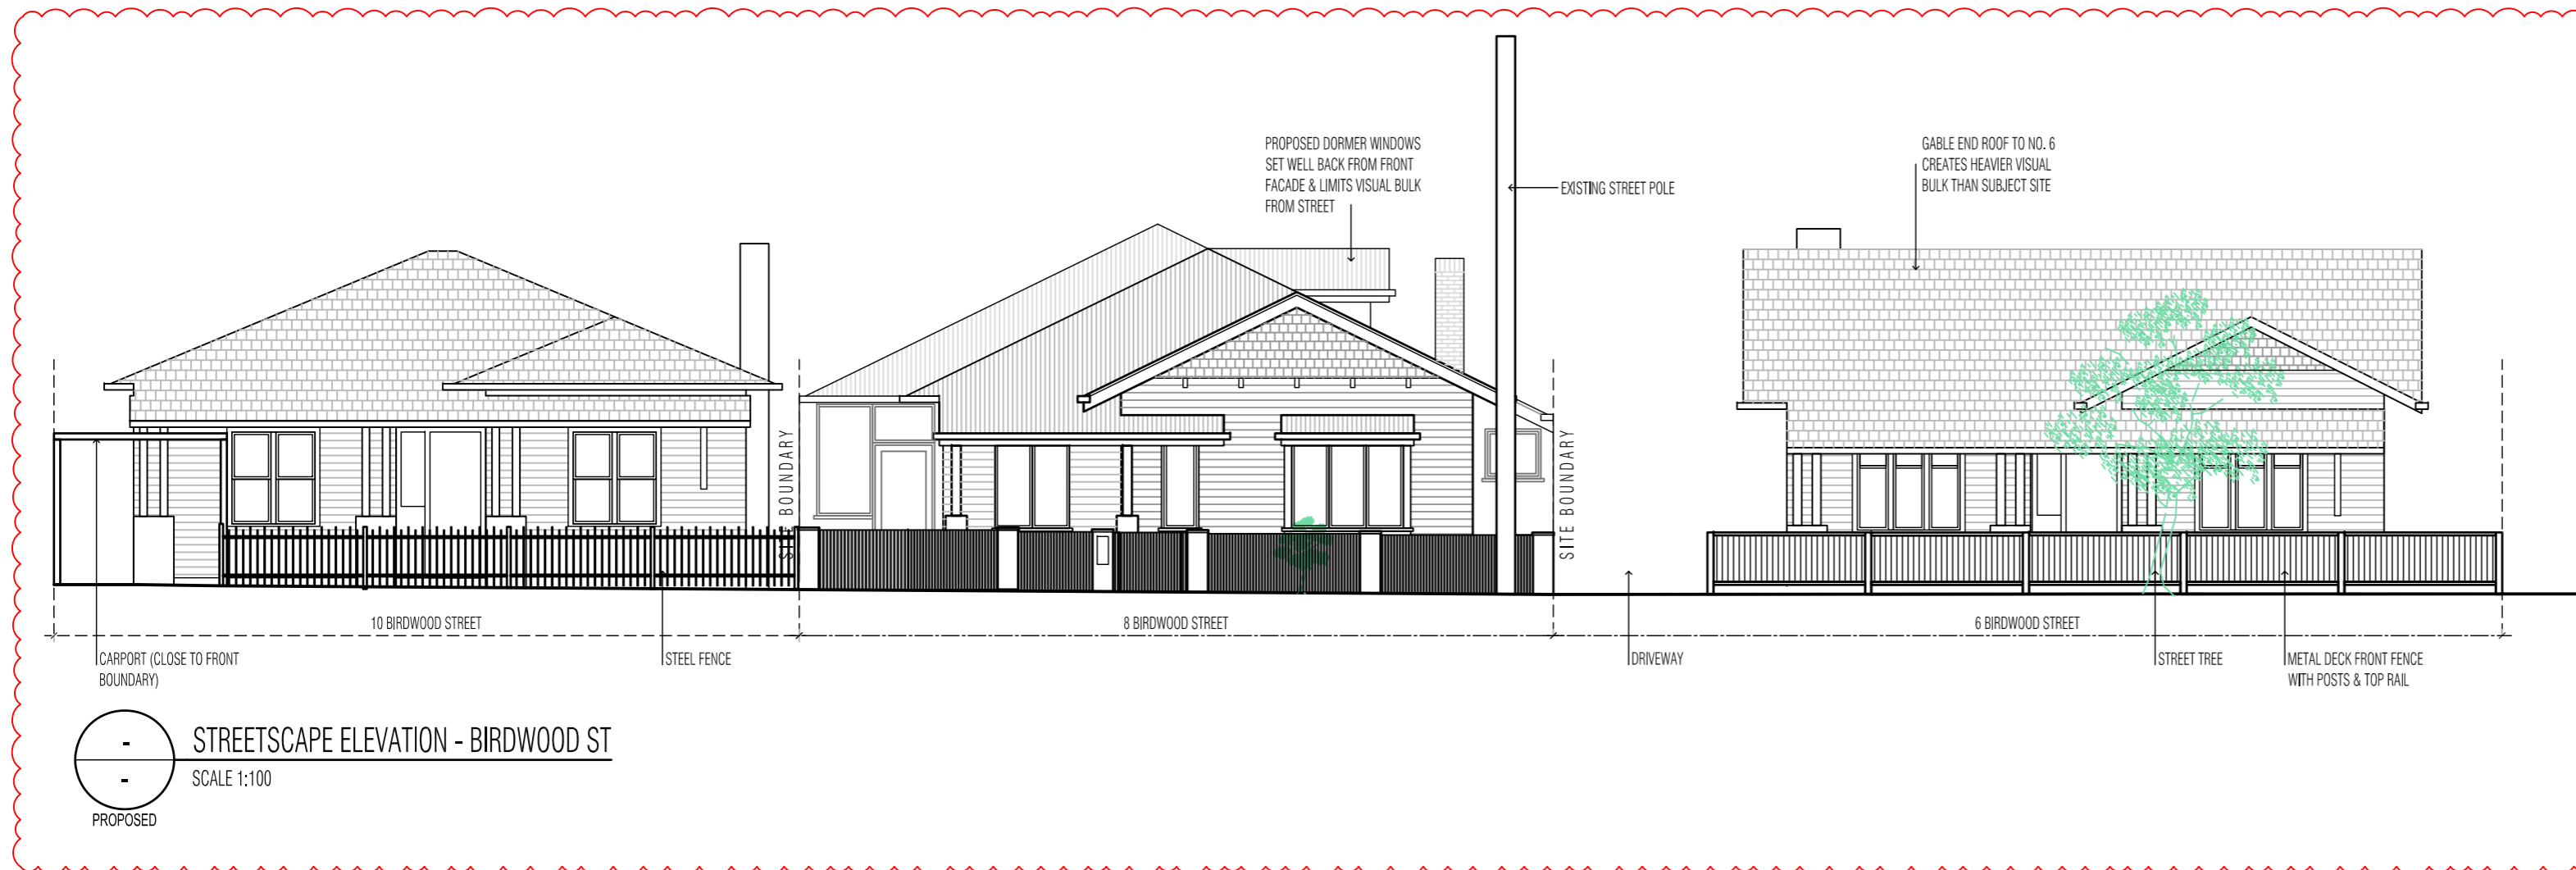 PROPOSED DORMER WINDOWS
SET WELL BACK FROM FRONT
FACADE & LIMITS VISUAL BULK
FROM STREET
EXISTING STREET POLE
GABLE END ROOF TO NO. 6
CREATES HEAVIER VISUAL
BULK THAN SUBJECT SITE
SITE BOUNDARY
SITE BOUNDARY
10 BIRDWOOD STREET
8 BIRDWOOD STREET
6 BIRDWOOD STREET
CARPORT (CLOSE TO FRONT
BOUNDARY)
STEEL FENCE
DRIVEWAY
STREET TREE
METAL DECK FRONT FENCE
WITH POSTS & TOP RAIL
-
-
STREETSCAPE ELEVATION - BIRDWOOD ST
SCALE 1:100
PROPOSED